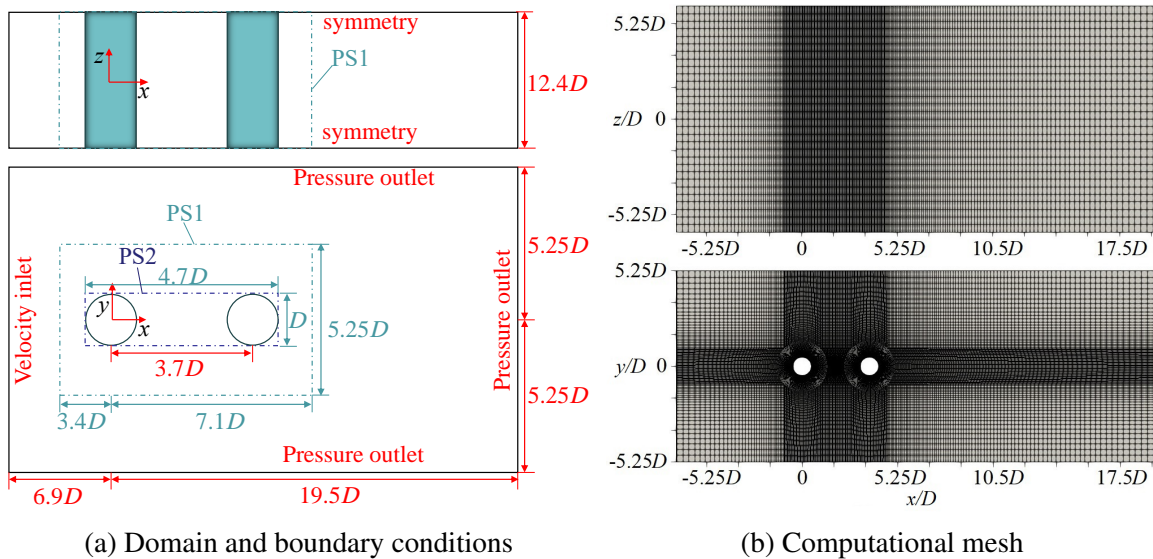 symmetry
PS1
z
x
symmetry
12.4D
Pressure outlet
PS1
PS2
4.7D
y
x
D
3.7D
5.25D
3.4D
7.1D
Velocity inlet
Pressure outlet
5.25D
5.25D
Pressure outlet
6.9D
19.5D
(a) Domain and boundary conditions
5.25D
z/D 0
-5.25D
-5.25D 0 5.25D 10.5D 17.5D
5.25D
y/D 0
-5.25D
-5.25D 0 5.25D 10.5D 17.5D
x/D
(b) Computational mesh